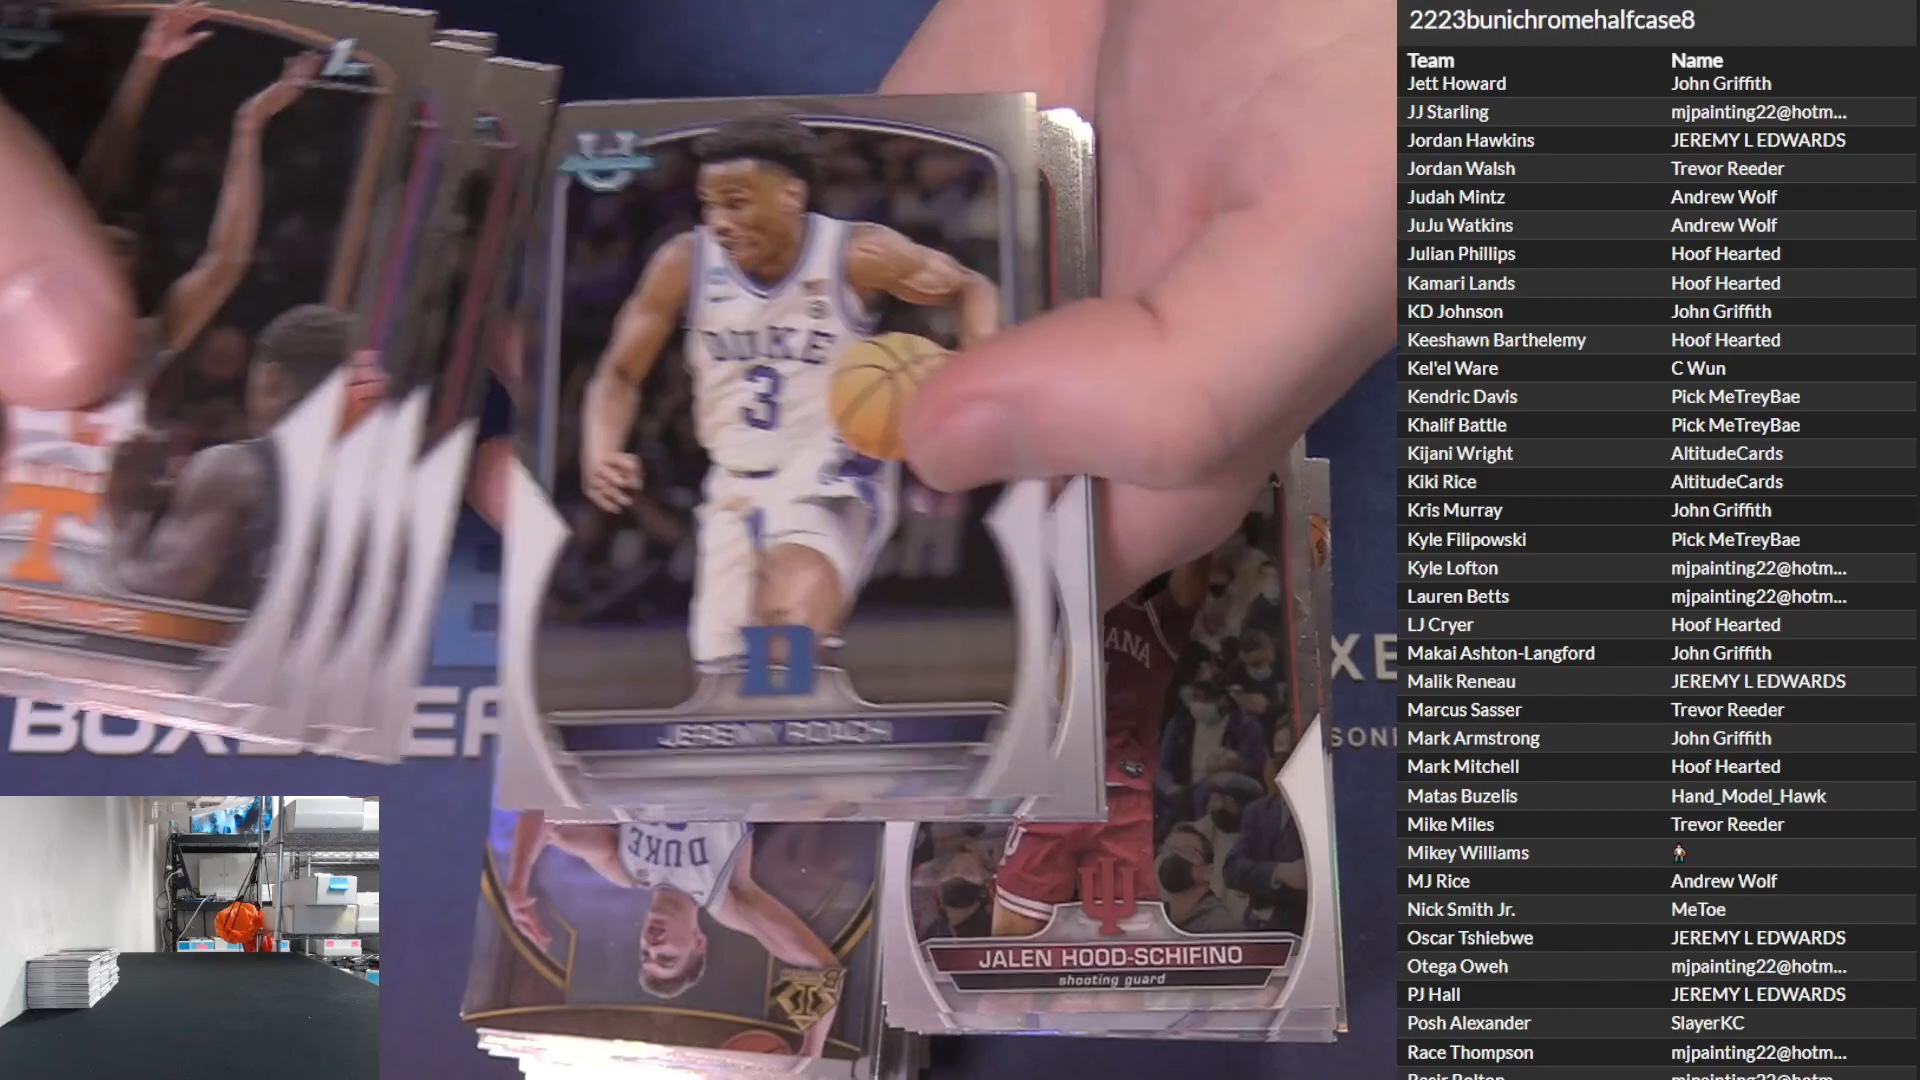 2223bunichromehalfcase8
Team Name
Jett Howard John Griffith
JJ Starling mjpainting22@hotm...
Jordan Hawkins JEREMY L EDWARDS
Jordan Walsh Trevor Reeder
Judah Mintz Andrew Wolf
JuJu Watkins Andrew Wolf
Julian Phillips Hoof Hearted
Kamari Lands Hoof Hearted
KD Johnson John Griffith
Keeshawn Barthelemy Hoof Hearted
Kel'el Ware C Wun
Kendric Davis Pick MeTreyBae
Khalif Battle Pick MeTreyBae
Kijani Wright AltitudeCards
Kiki Rice AltitudeCards
Kris Murray John Griffith
Kyle Filipowski Pick MeTreyBae
Kyle Lofton mjpainting22@hotm...
Lauren Betts mjpainting22@hotm...
LJ Cryer Hoof Hearted
Makai Ashton-Langford John Griffith
Malik Reneau JEREMY L EDWARDS
Marcus Sasser Trevor Reeder
Mark Armstrong John Griffith
Mark Mitchell Hoof Hearted
Matas Buzelis Hand_Model_Hawk
Mike Miles Trevor Reeder
Mikey Williams
MJ Rice Andrew Wolf
Nick Smith Jr. MeToe
Oscar Tshiebwe JEREMY L EDWARDS
Otega Oweh mjpainting22@hotm...
PJ Hall JEREMY L EDWARDS
Posh Alexander SlayerKC
Race Thompson mjpainting22@hotm...
1st
DUKE
3
D
JEREMY ROACH
T
DUKE
IU
JALEN HOOD-SCHIFINO
shooting guard